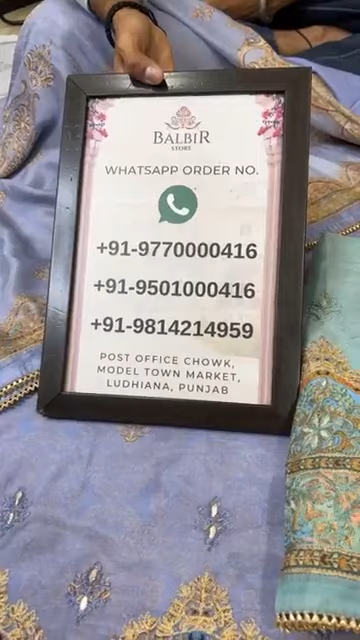 BALBIR
STORE
WHATSAPP ORDER NO.
+91-9770000416
+91-9501000416
+91-9814214959
POST OFFICE CHOWK,
MODEL TOWN MARKET,
LUDHIANA, PUNJAB